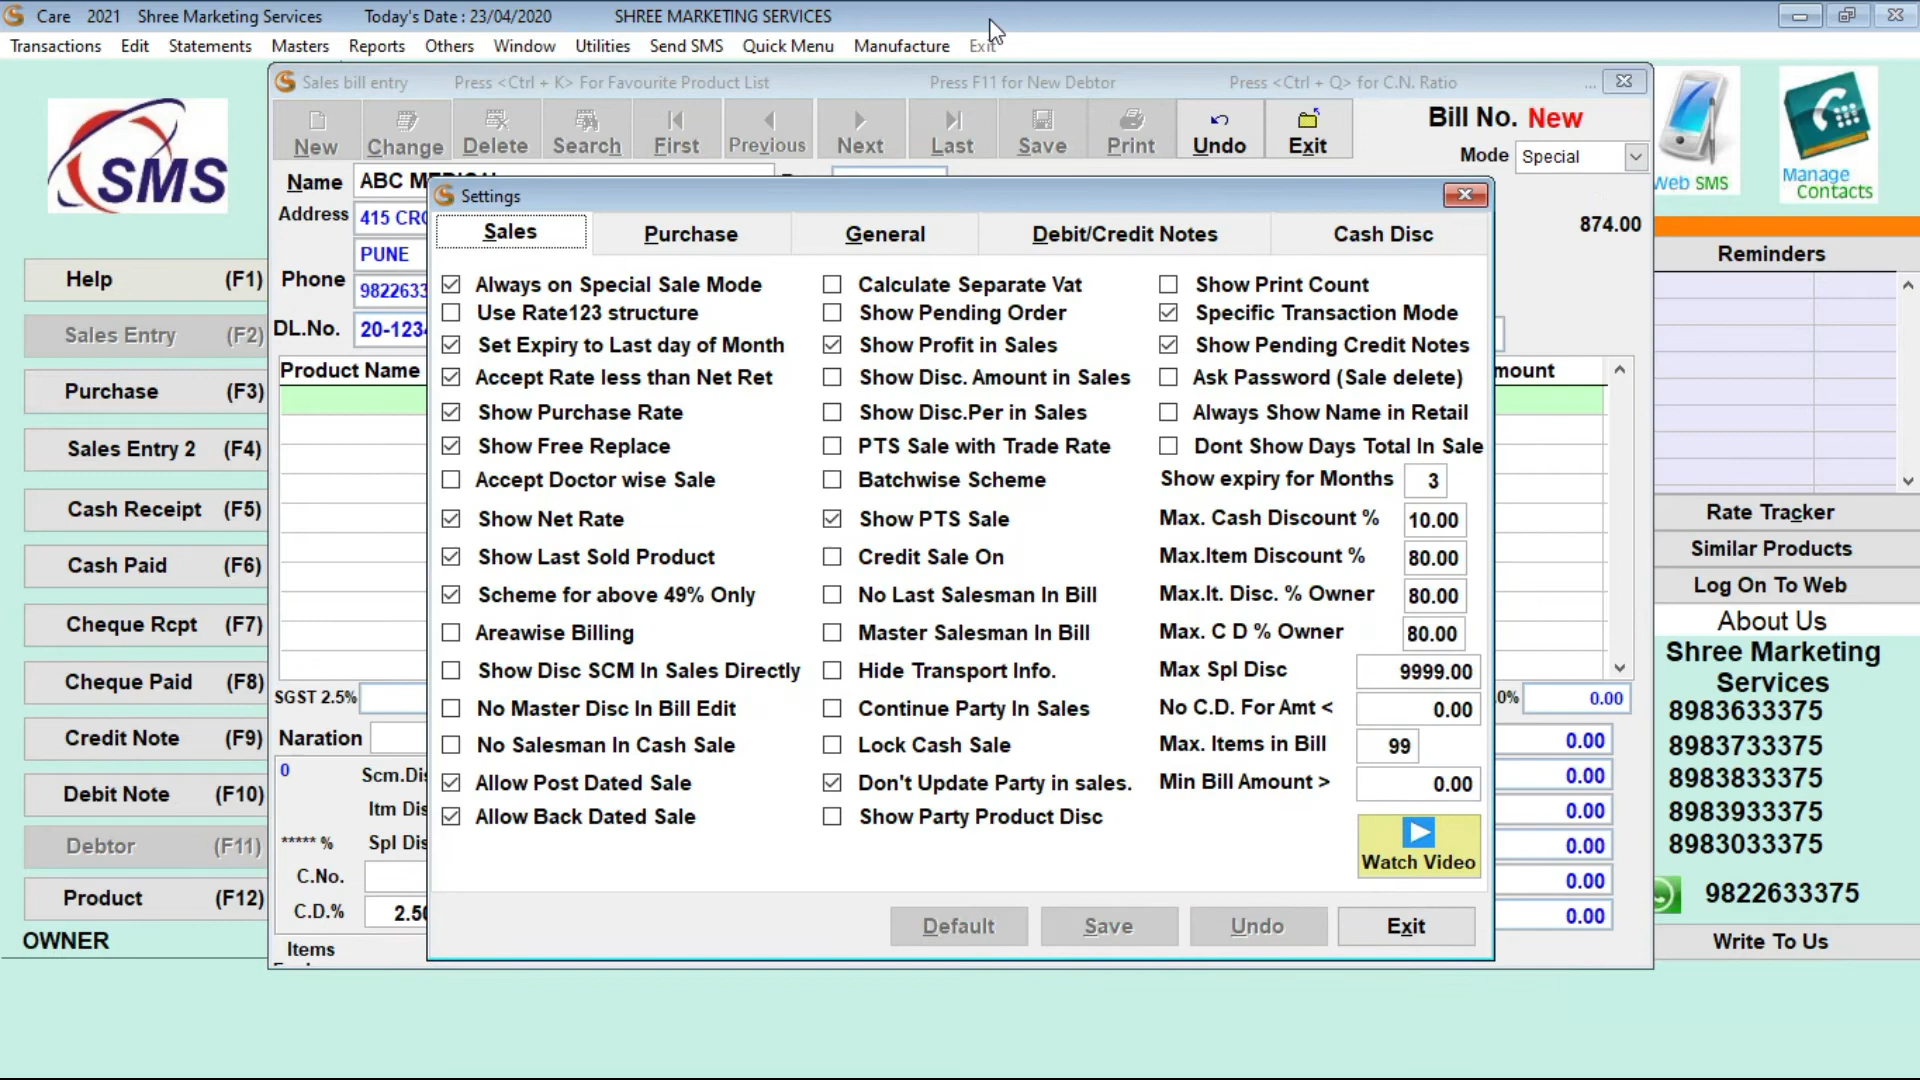 Care 2021 Shree Marketing Services Today's Date : 23/04/2020 SHREE MARKETING SERVICES
Transactions Edit Statements Masters Reports Others Window Utilities Send SMS Quick Menu Manufacture Exit
Sales bill entry Press <Ctrl + K> For Favourite Product List Press F11 for New Debtor Press <Ctrl + Q> for C.N. Ratio ...
New Change Delete Search First Previous Next Last Save Print Undo Exit
Bill No. New
Mode Special
SMS
Web SMS
Manage Contacts
Name ABC MEDICAL
Address 415 CRO
PUNE
Phone 9822633
DL.No. 20-1234
874.00
Product Name
mount
SGST 2.5%
0% 0.00
Naration
0 Scm.Dis
Itm Dis
***** % Spl Dis
C.No.
C.D.% 2.50
Items
0.00
0.00
0.00
0.00
0.00
0.00
Settings
Sales Purchase General Debit/Credit Notes Cash Disc
Always on Special Sale Mode
Use Rate123 structure
Set Expiry to Last day of Month
Accept Rate less than Net Ret
Show Purchase Rate
Show Free Replace
Accept Doctor wise Sale
Show Net Rate
Show Last Sold Product
Scheme for above 49% Only
Areawise Billing
Show Disc SCM In Sales Directly
No Master Disc In Bill Edit
No Salesman In Cash Sale
Allow Post Dated Sale
Allow Back Dated Sale
Calculate Separate Vat
Show Pending Order
Show Profit in Sales
Show Disc. Amount in Sales
Show Disc.Per in Sales
PTS Sale with Trade Rate
Batchwise Scheme
Show PTS Sale
Credit Sale On
No Last Salesman In Bill
Master Salesman In Bill
Hide Transport Info.
Continue Party In Sales
Lock Cash Sale
Don't Update Party in sales.
Show Party Product Disc
Show Print Count
Specific Transaction Mode
Show Pending Credit Notes
Ask Password (Sale delete)
Always Show Name in Retail
Dont Show Days Total In Sale
Show expiry for Months 3
Max. Cash Discount % 10.00
Max.Item Discount % 80.00
Max.It. Disc. % Owner 80.00
Max. C D % Owner 80.00
Max Spl Disc 9999.00
No C.D. For Amt < 0.00
Max. Items in Bill 99
Min Bill Amount > 0.00
Watch Video
Default Save Undo Exit
Help (F1)
Sales Entry (F2)
Purchase (F3)
Sales Entry 2 (F4)
Cash Receipt (F5)
Cash Paid (F6)
Cheque Rcpt (F7)
Cheque Paid (F8)
Credit Note (F9)
Debit Note (F10)
Debtor (F11)
Product (F12)
OWNER
Reminders
Rate Tracker
Similar Products
Log On To Web
About Us
Shree Marketing
Services
8983633375
8983733375
8983833375
8983933375
8983033375
9822633375
Write To Us